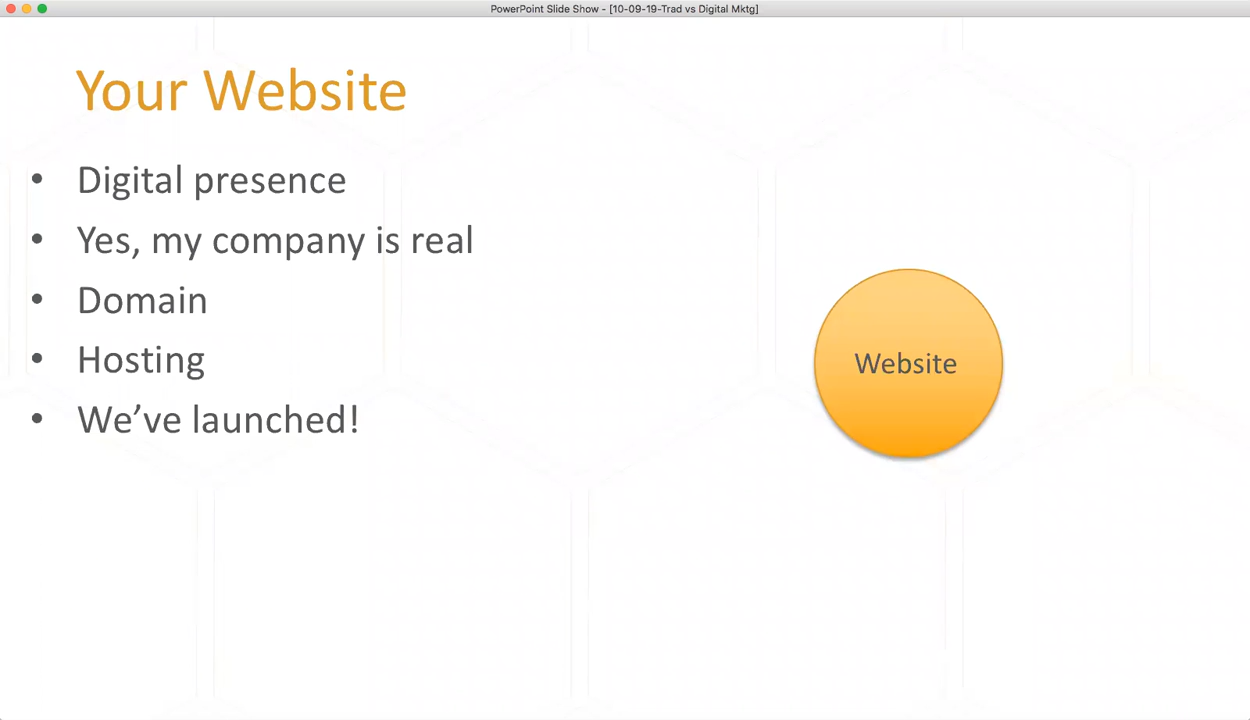 PowerPoint Slide Show - [10-09-19-Trad vs Digital Mktg]
Your Website
• Digital presence
• Yes, my company is real
• Domain
• Hosting
• We’ve launched!
Website